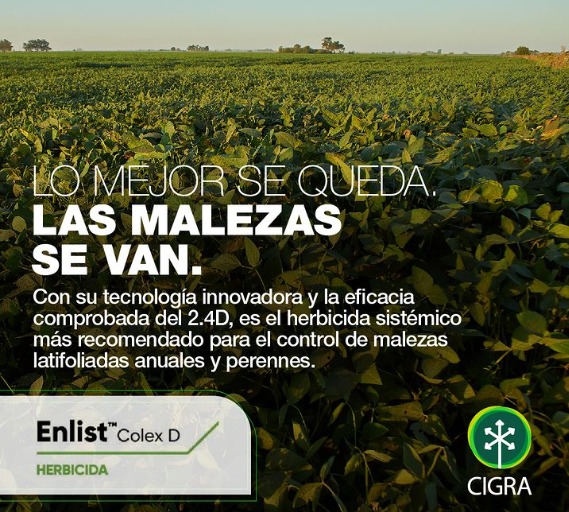 LO MEJOR SE QUEDA.
LAS MALEZAS
SE VAN.
Con su tecnología innovadora y la eficacia
comprobada del 2.4D, es el herbicida sistémico
más recomendado para el control de malezas
latifoliadas anuales y perennes.
Enlist™ Colex D
HERBICIDA
CIGRA